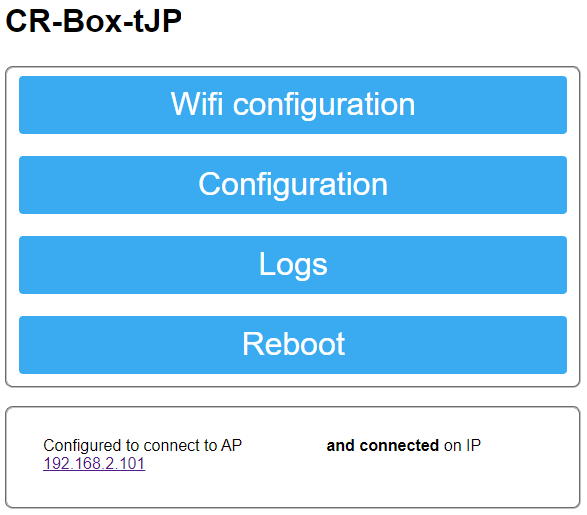 CR-Box-tJP
Wifi configuration
Configuration
Logs
Reboot
Configured to connect to AP and connected on IP
192.168.2.101